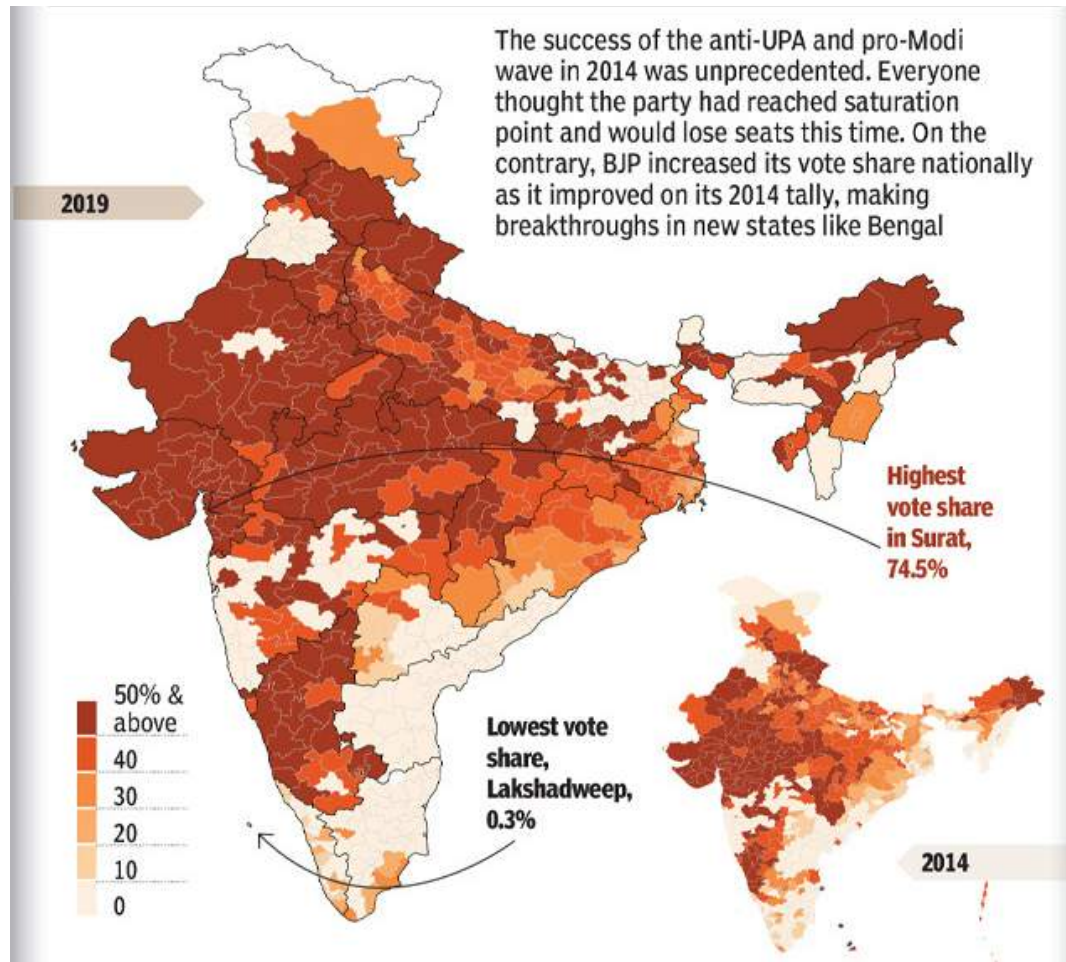 The success of the anti-UPA and pro-Modi
wave in 2014 was unprecedented. Everyone
thought the party had reached saturation
point and would lose seats this time. On the
contrary, BJP increased its vote share nationally
as it improved on its 2014 tally, making
breakthroughs in new states like Bengal
2019
Highest
vote share
in Surat,
74.5%
50% &
above
40
30
20
10
0
Lowest vote
share,
Lakshadweep,
0.3%
2014